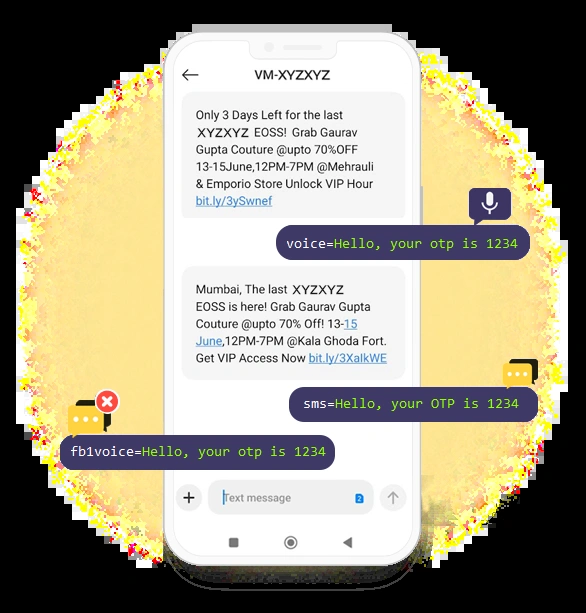 VM-XYZXYZ
Only 3 Days Left for the last
XYZXYZ EOSS! Grab Gaurav
Gupta Couture @upto 70%OFF
13-15June,12PM-7PM @Mehrauli
& Emporio Store Unlock VIP Hour
bit.ly/3ySwnef
voice=Hello, your otp is 1234
Mumbai, The last XYZXYZ
EOSS is here! Grab Gaurav Gupta
Couture @upto 70% Off! 13-15
June,12PM-7PM @Kala Ghoda Fort.
Get VIP Access Now bit.ly/3XaIkWE
sms=Hello, your OTP is 1234
fb1voice=Hello, your otp is 1234
Text message
2